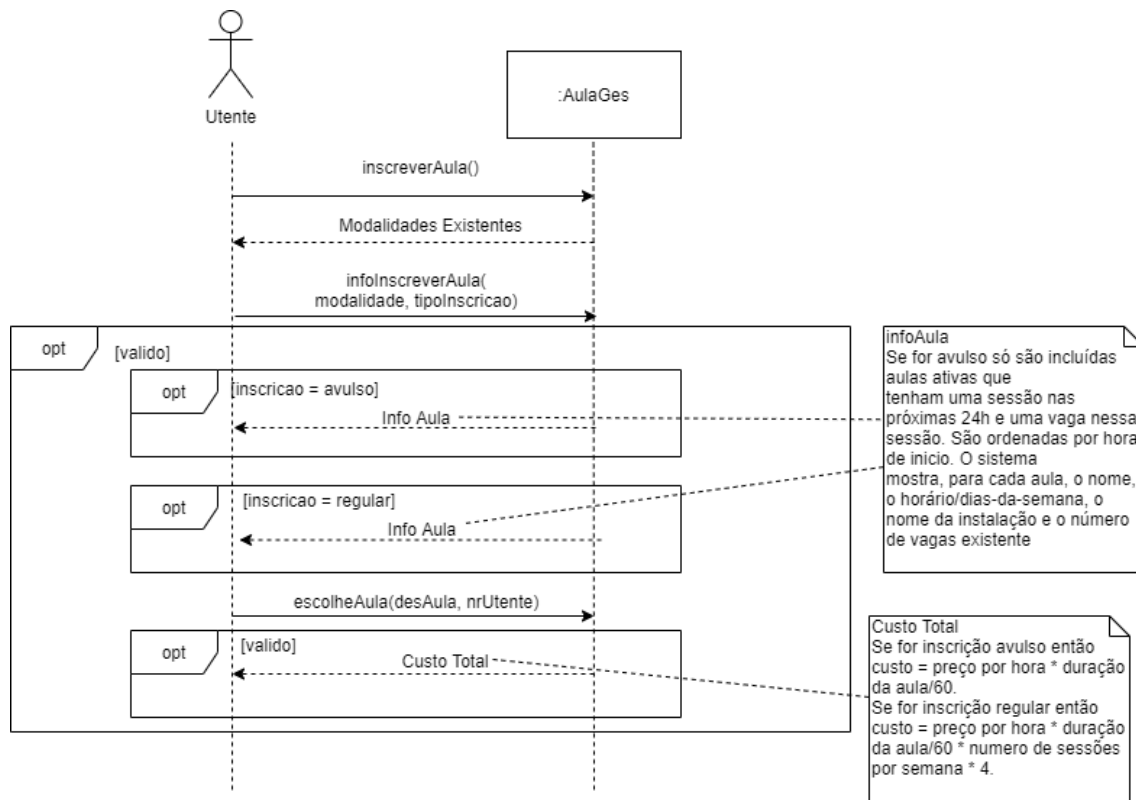 Utente
:AulaGes
inscreverAula()
Modalidades Existentes
infoInscreverAula(
modalidade, tipoInscricao)
opt
[valido]
opt
[inscricao = avulso]
Info Aula
opt
[inscricao = regular]
Info Aula
escolheAula(desAula, nrUtente)
opt
[valido]
Custo Total
infoAula
Se for avulso só são incluídas
aulas ativas que
tenham uma sessão nas
próximas 24h e uma vaga nessa
sessão. São ordenadas por hora
de inicio. O sistema
mostra, para cada aula, o nome,
o horário/dias-da-semana, o
nome da instalação e o número
de vagas existente
Custo Total
Se for inscrição avulso então
custo = preço por hora * duração
da aula/60.
Se for inscrição regular então
custo = preço por hora * duração
da aula/60 * numero de sessões
por semana * 4.